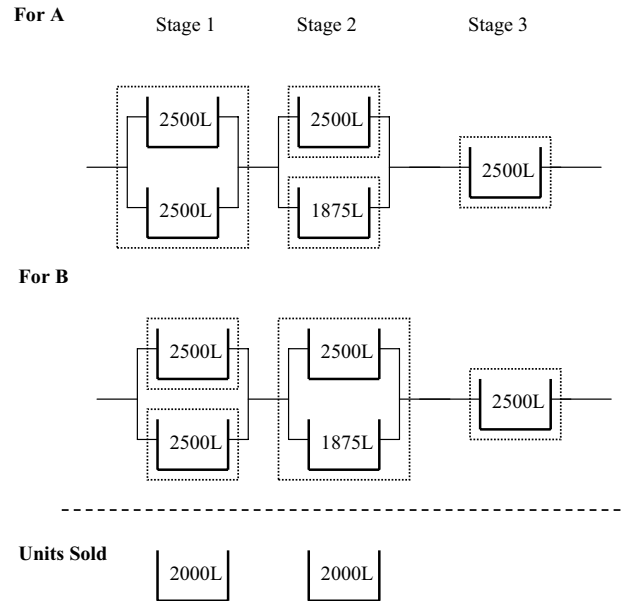 For A
Stage 1 Stage 2 Stage 3
2500L 2500L
2500L
2500L 1875L
For B
2500L 2500L
2500L
2500L 1875L
Units Sold
2000L 2000L